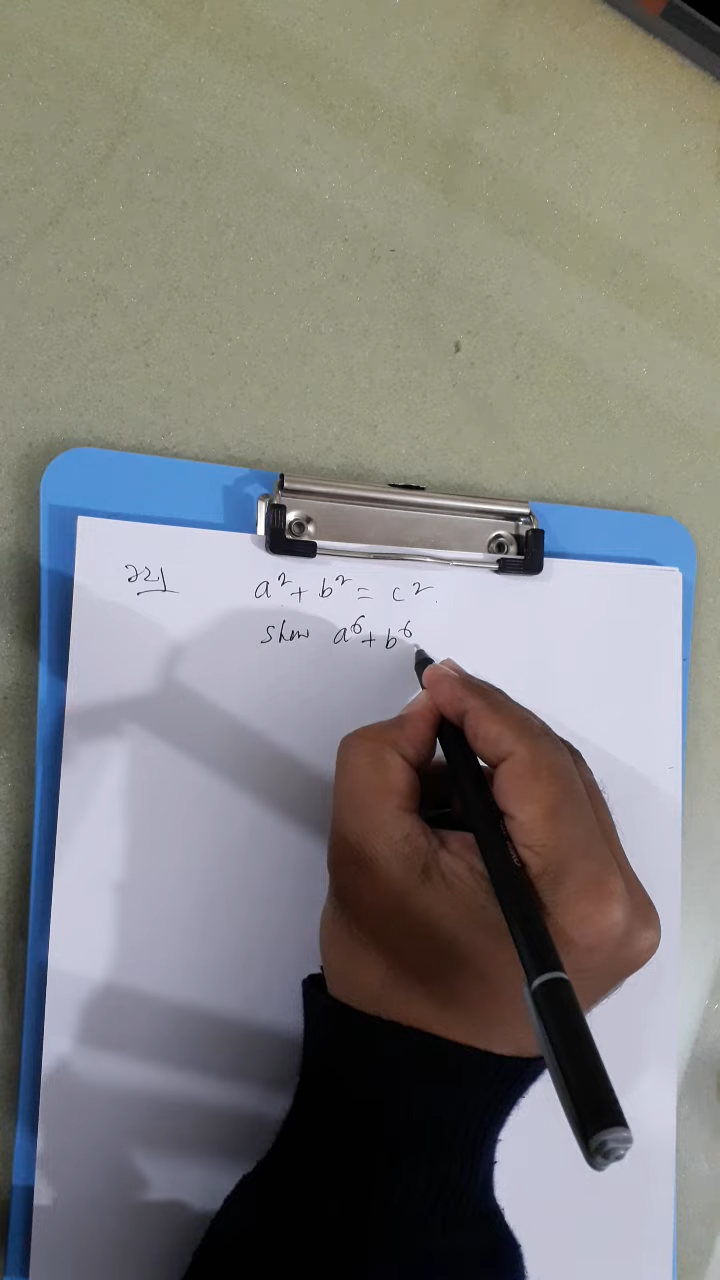 221 a² + b² = c².
show a⁶ + b⁶